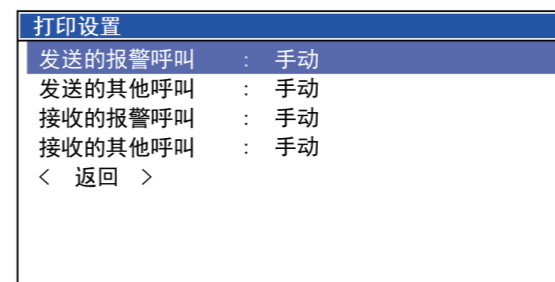 打印设置
发送的报警呼叫 : 手动
发送的其他呼叫 : 手动
接收的报警呼叫 : 手动
接收的其他呼叫 : 手动
< 返回 >